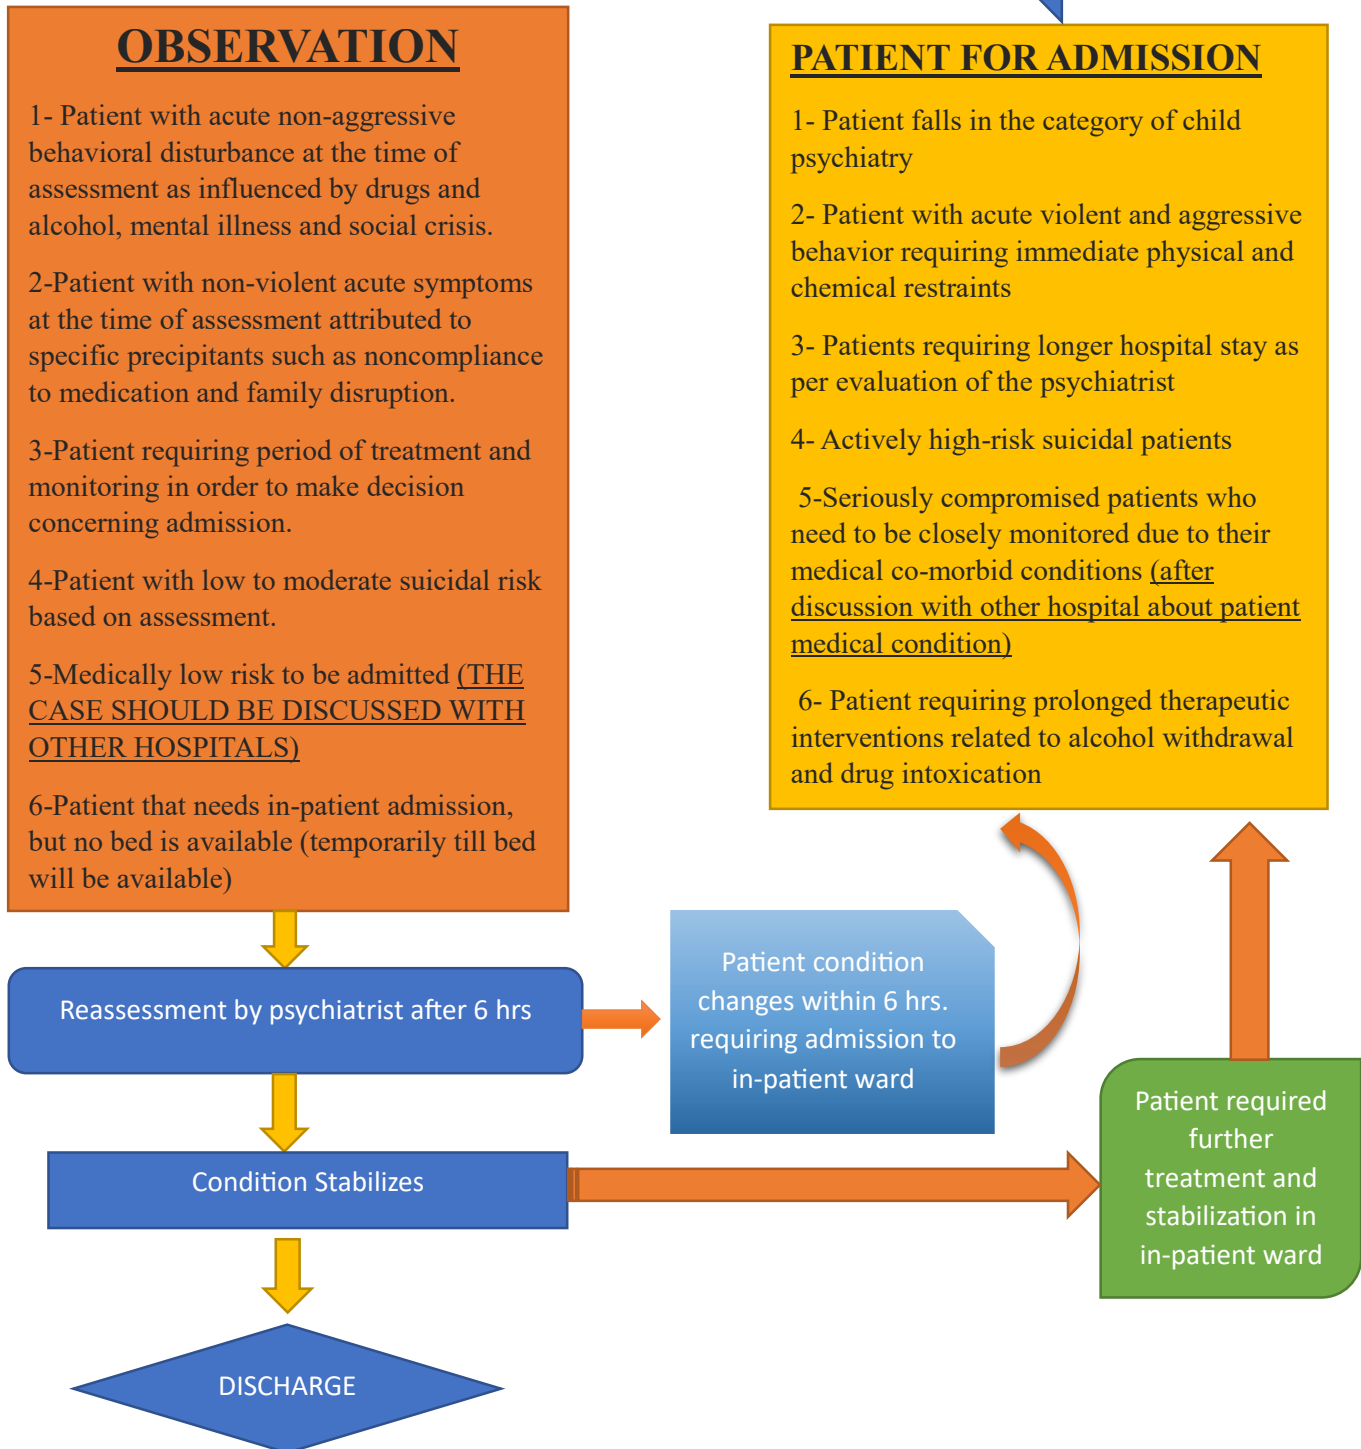 OBSERVATION
1- Patient with acute non-aggressive
behavioral disturbance at the time of
assessment as influenced by drugs and
alcohol, mental illness and social crisis.
2-Patient with non-violent acute symptoms
at the time of assessment attributed to
specific precipitants such as noncompliance
to medication and family disruption.
3-Patient requiring period of treatment and
monitoring in order to make decision
concerning admission.
4-Patient with low to moderate suicidal risk
based on assessment.
5-Medically low risk to be admitted (THE
CASE SHOULD BE DISCUSSED WITH
OTHER HOSPITALS)
6-Patient that needs in-patient admission,
but no bed is available (temporarily till bed
will be available)
PATIENT FOR ADMISSION
1- Patient falls in the category of child
psychiatry
2- Patient with acute violent and aggressive
behavior requiring immediate physical and
chemical restraints
3- Patients requiring longer hospital stay as
per evaluation of the psychiatrist
4- Actively high-risk suicidal patients
5-Seriously compromised patients who
need to be closely monitored due to their
medical co-morbid conditions (after
discussion with other hospital about patient
medical condition)
6- Patient requiring prolonged therapeutic
interventions related to alcohol withdrawal
and drug intoxication
Reassessment by psychiatrist after 6 hrs
Patient condition
changes within 6 hrs.
requiring admission to
in-patient ward
Condition Stabilizes
Patient required
further
treatment and
stabilization in
in-patient ward
DISCHARGE